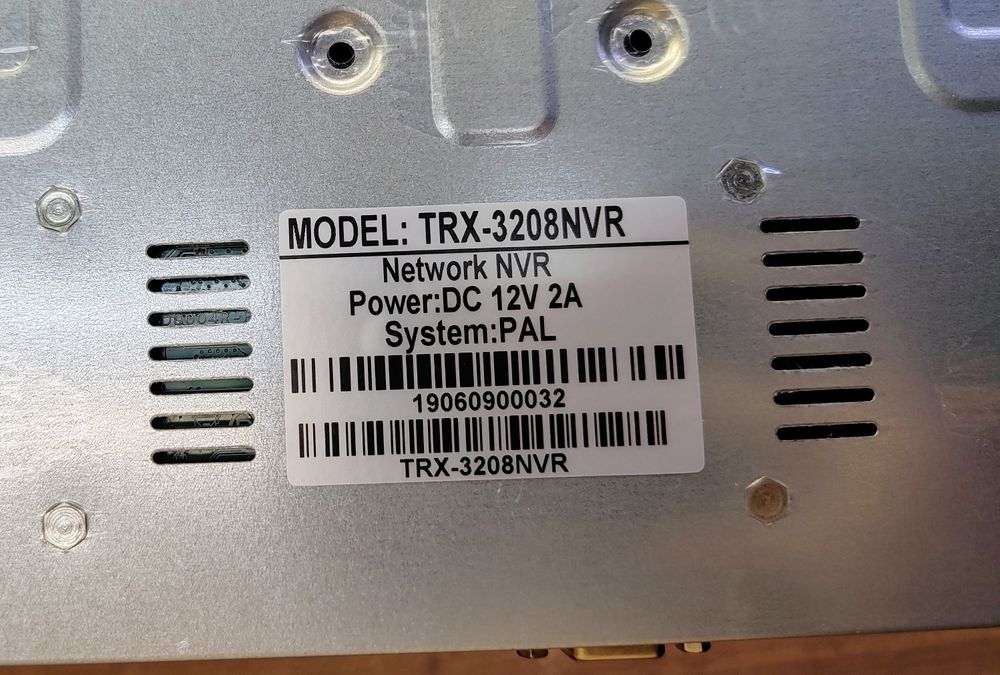 MODEL: TRX-3208NVR
Network NVR
Power:DC 12V 2A
System:PAL
19060900032
TRX-3208NVR